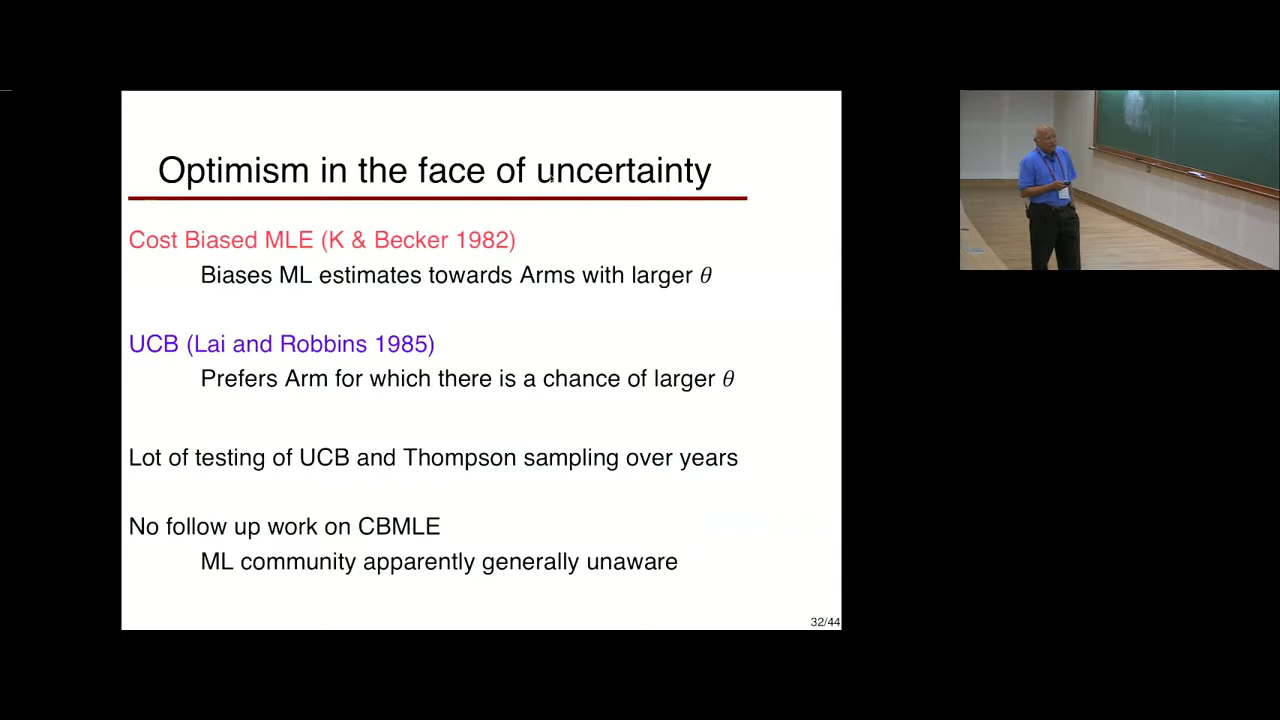 Optimism in the face of uncertainty
Cost Biased MLE (K & Becker 1982)
Biases ML estimates towards Arms with larger θ
UCB (Lai and Robbins 1985)
Prefers Arm for which there is a chance of larger θ
Lot of testing of UCB and Thompson sampling over years
No follow up work on CBMLE
ML community apparently generally unaware
32/44